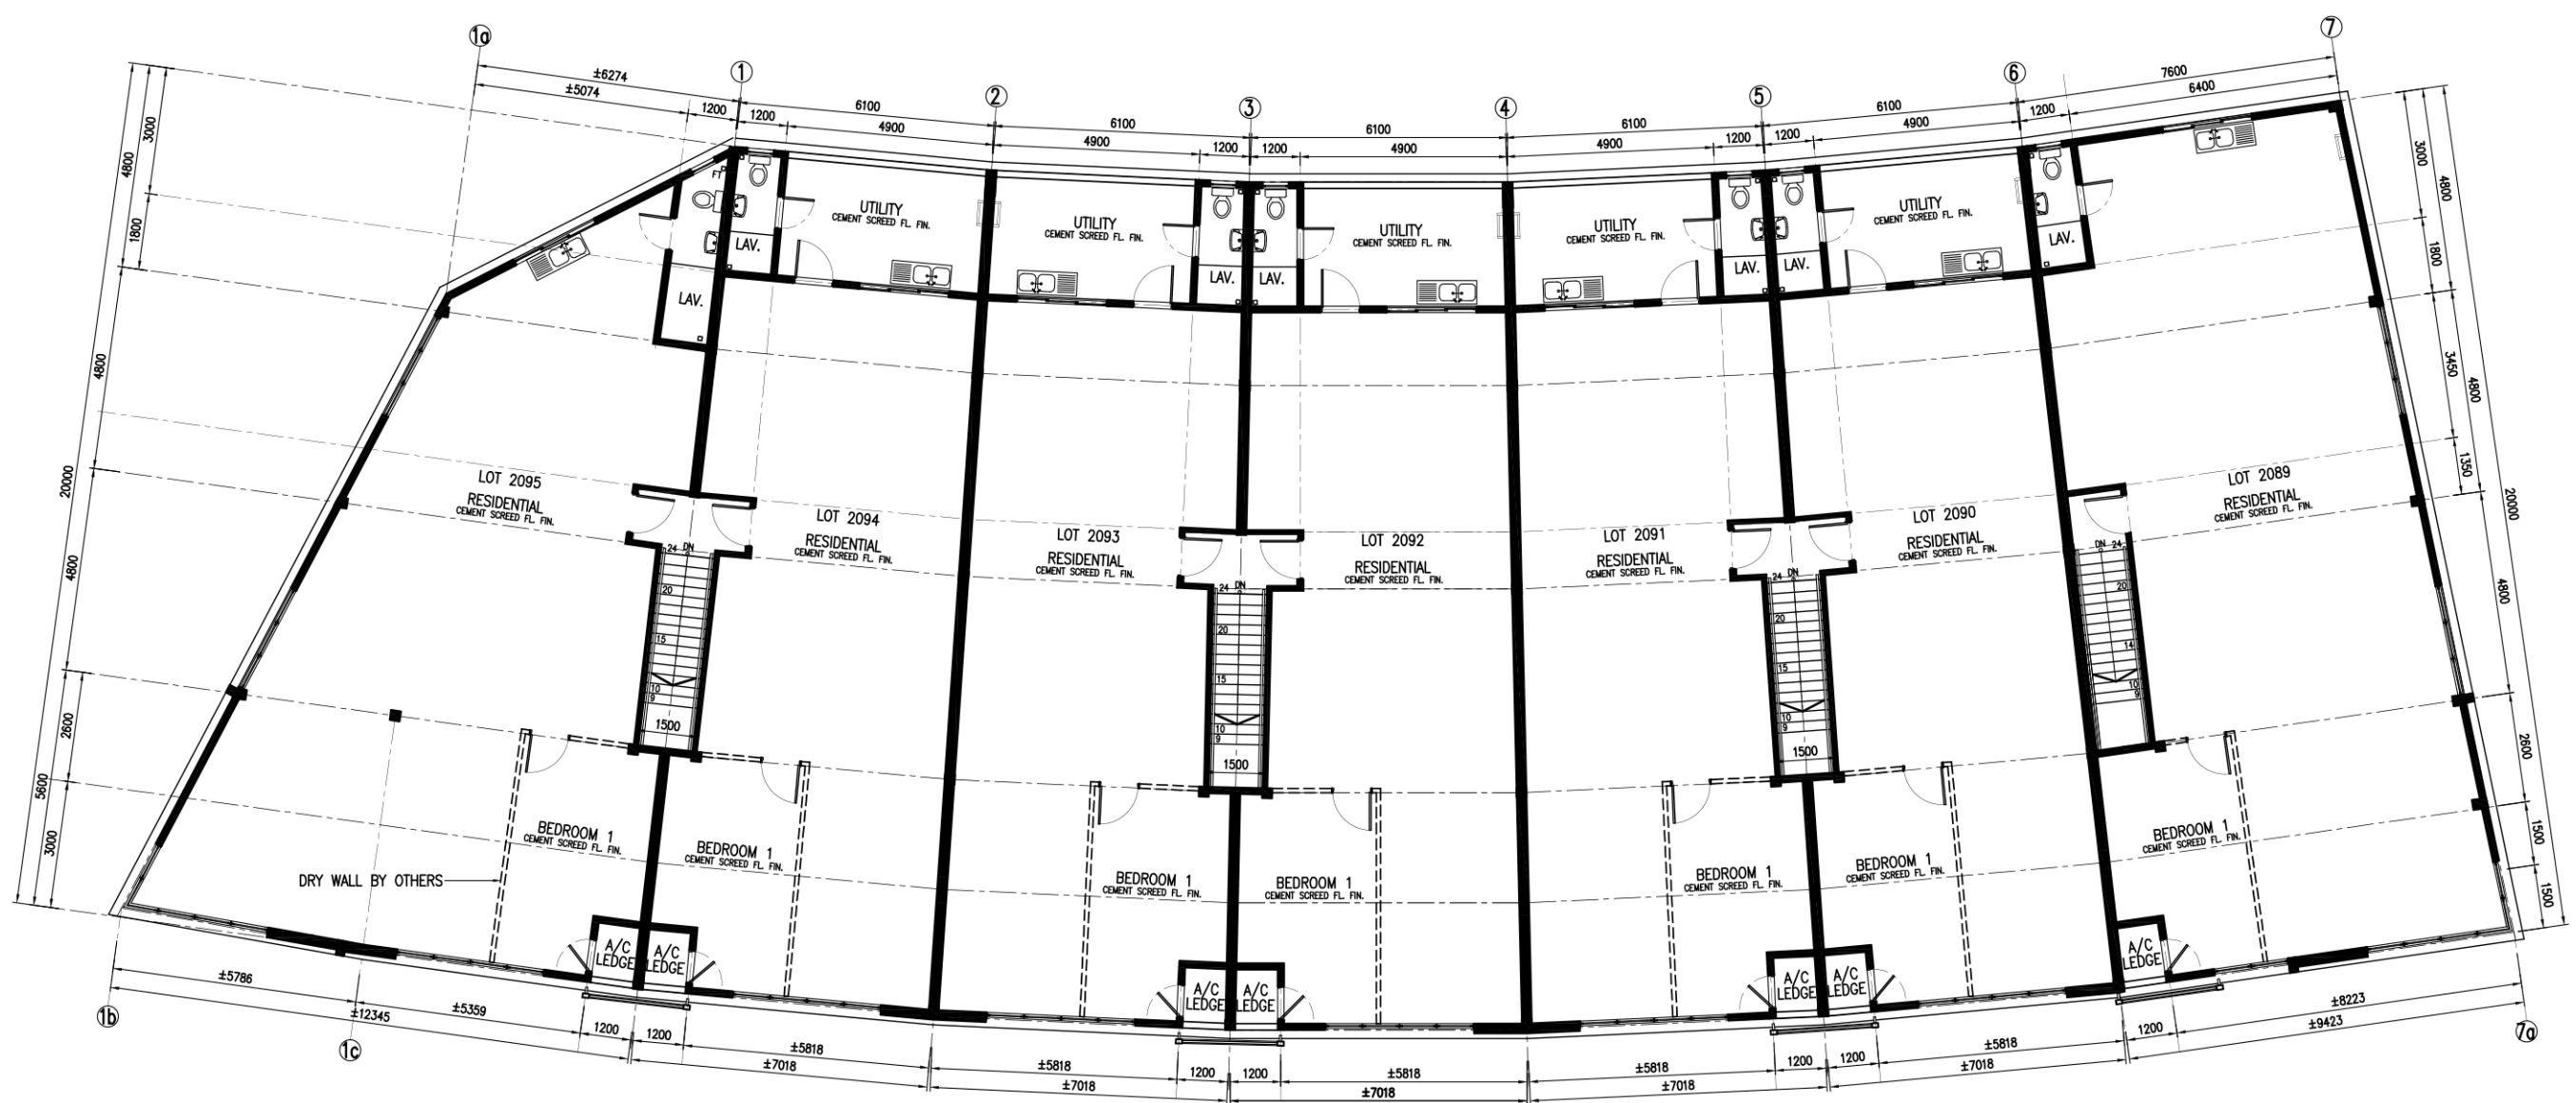 1a
1
2
3
4
5
6
7
±6274
±5074
1200
1200
6100
4900
6100
4900
1200
1200
6100
4900
6100
4900
1200
1200
6100
4900
7600
1200
6400
4800
3000
1800
20000
4800
4800
5600
2600
3000
3000
4800
1800
3450
4800
1350
20000
4800
2600
1500
1500
FT
LAV.
LAV.
UTILITY
CEMENT SCREED FL. FIN.
UTILITY
CEMENT SCREED FL. FIN.
LAV.
LAV.
UTILITY
CEMENT SCREED FL. FIN.
UTILITY
CEMENT SCREED FL. FIN.
LAV.
LAV.
UTILITY
CEMENT SCREED FL. FIN.
LAV.
LOT 2095
RESIDENTIAL
CEMENT SCREED FL. FIN.
LOT 2094
RESIDENTIAL
CEMENT SCREED FL. FIN.
LOT 2093
RESIDENTIAL
CEMENT SCREED FL. FIN.
LOT 2092
RESIDENTIAL
CEMENT SCREED FL. FIN.
LOT 2091
RESIDENTIAL
CEMENT SCREED FL. FIN.
LOT 2090
RESIDENTIAL
CEMENT SCREED FL. FIN.
LOT 2089
RESIDENTIAL
CEMENT SCREED FL. FIN.
24 DN
20
15
10
9
1500
24 DN
20
15
10
9
1500
24 DN
20
15
10
9
1500
DN 24
20
14
10
9
BEDROOM 1
CEMENT SCREED FL. FIN.
BEDROOM 1
CEMENT SCREED FL. FIN.
BEDROOM 1
CEMENT SCREED FL. FIN.
BEDROOM 1
CEMENT SCREED FL. FIN.
BEDROOM 1
CEMENT SCREED FL. FIN.
BEDROOM 1
CEMENT SCREED FL. FIN.
BEDROOM 1
CEMENT SCREED FL. FIN.
DRY WALL BY OTHERS
A/C
LEDGE
A/C
LEDGE
A/C
LEDGE
A/C
LEDGE
A/C
LEDGE
A/C
LEDGE
A/C
LEDGE
±5786
±5359
±12345
1200
1200
±5818
±7018
±5818
1200
±7018
1200
±5818
±7018
±5818
1200
±7018
1200
±5818
±7018
1200
±8223
±9423
1b
1c
7a